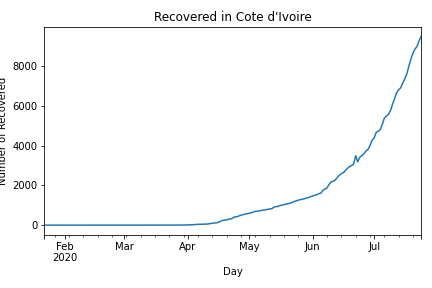 Recovered in Cote d'Ivoire
Number of Recovered
8000
6000
4000
2000
0
Feb
2020
Mar
Apr
May
Jun
Jul
Day